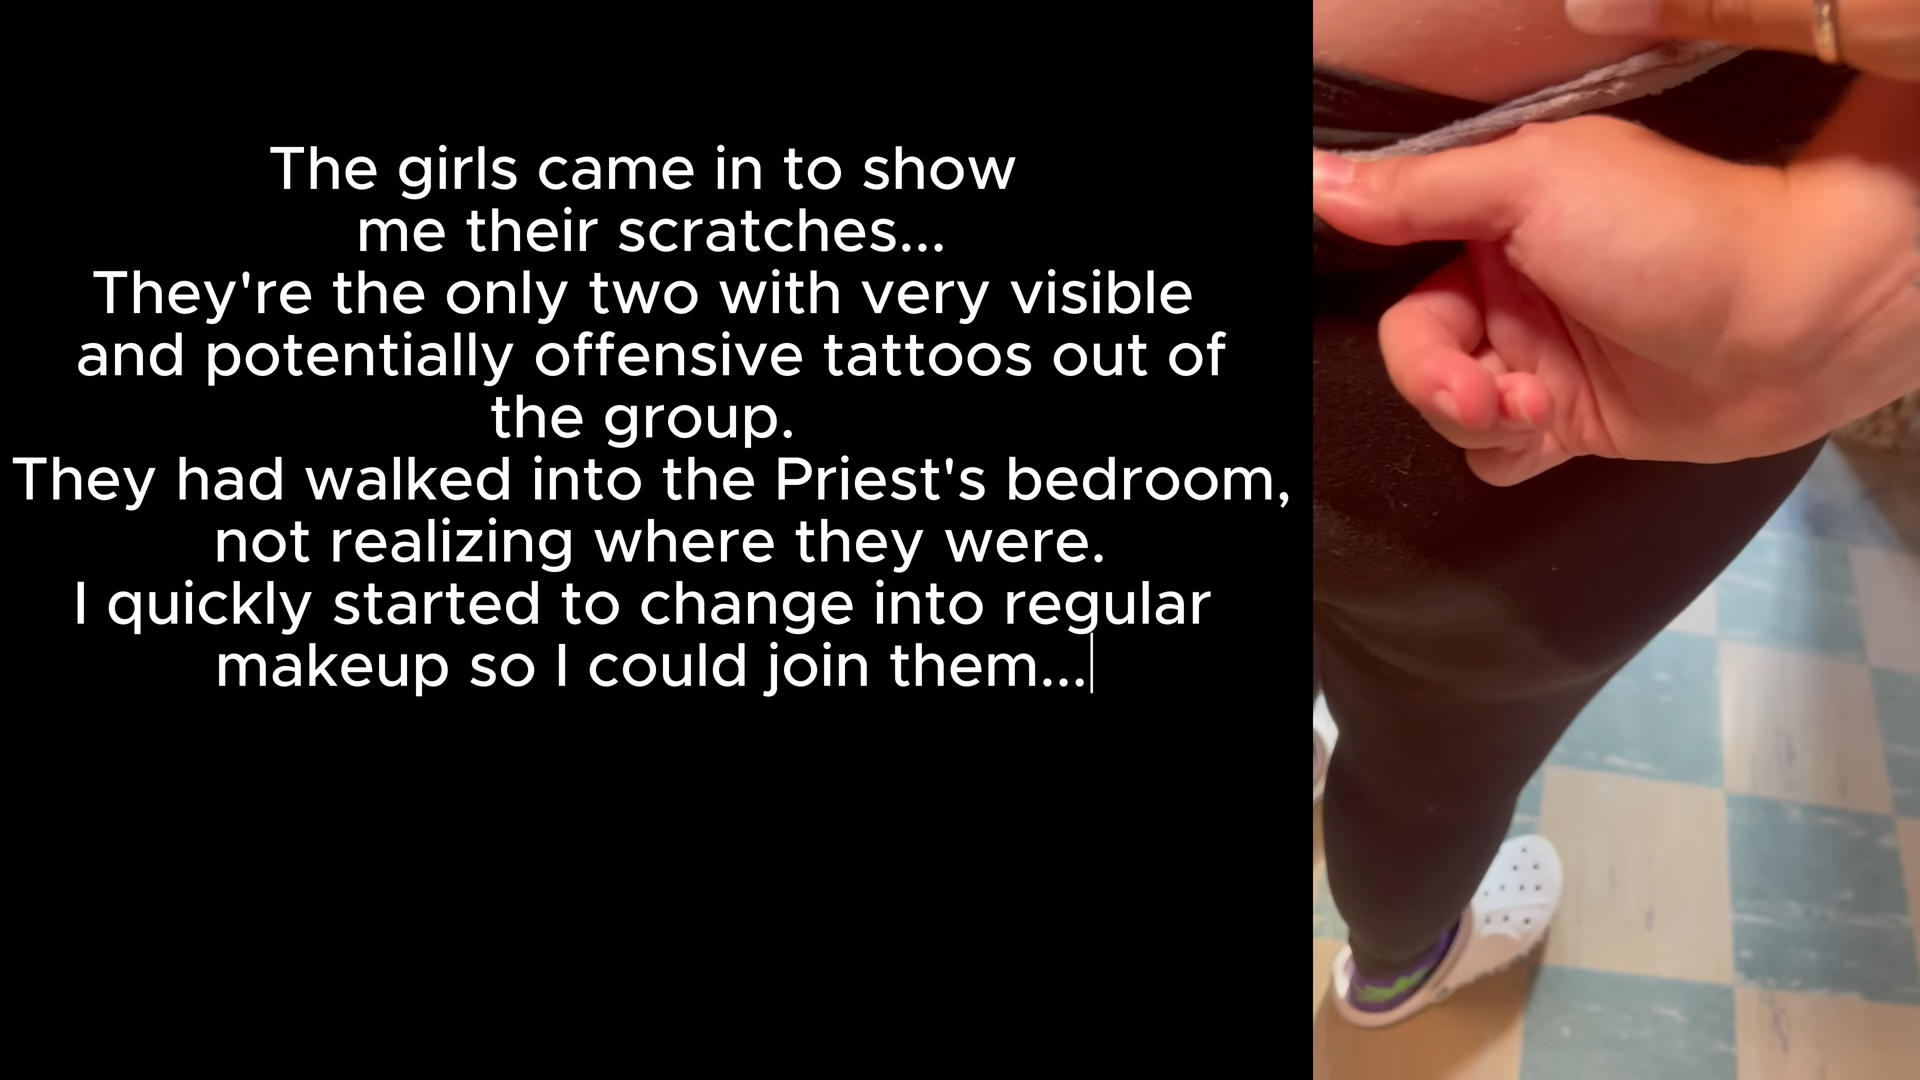 The girls came in to show
me their scratches...
They're the only two with very visible
and potentially offensive tattoos out of
the group.
They had walked into the Priest's bedroom,
not realizing where they were.
I quickly started to change into regular
makeup so I could join them...